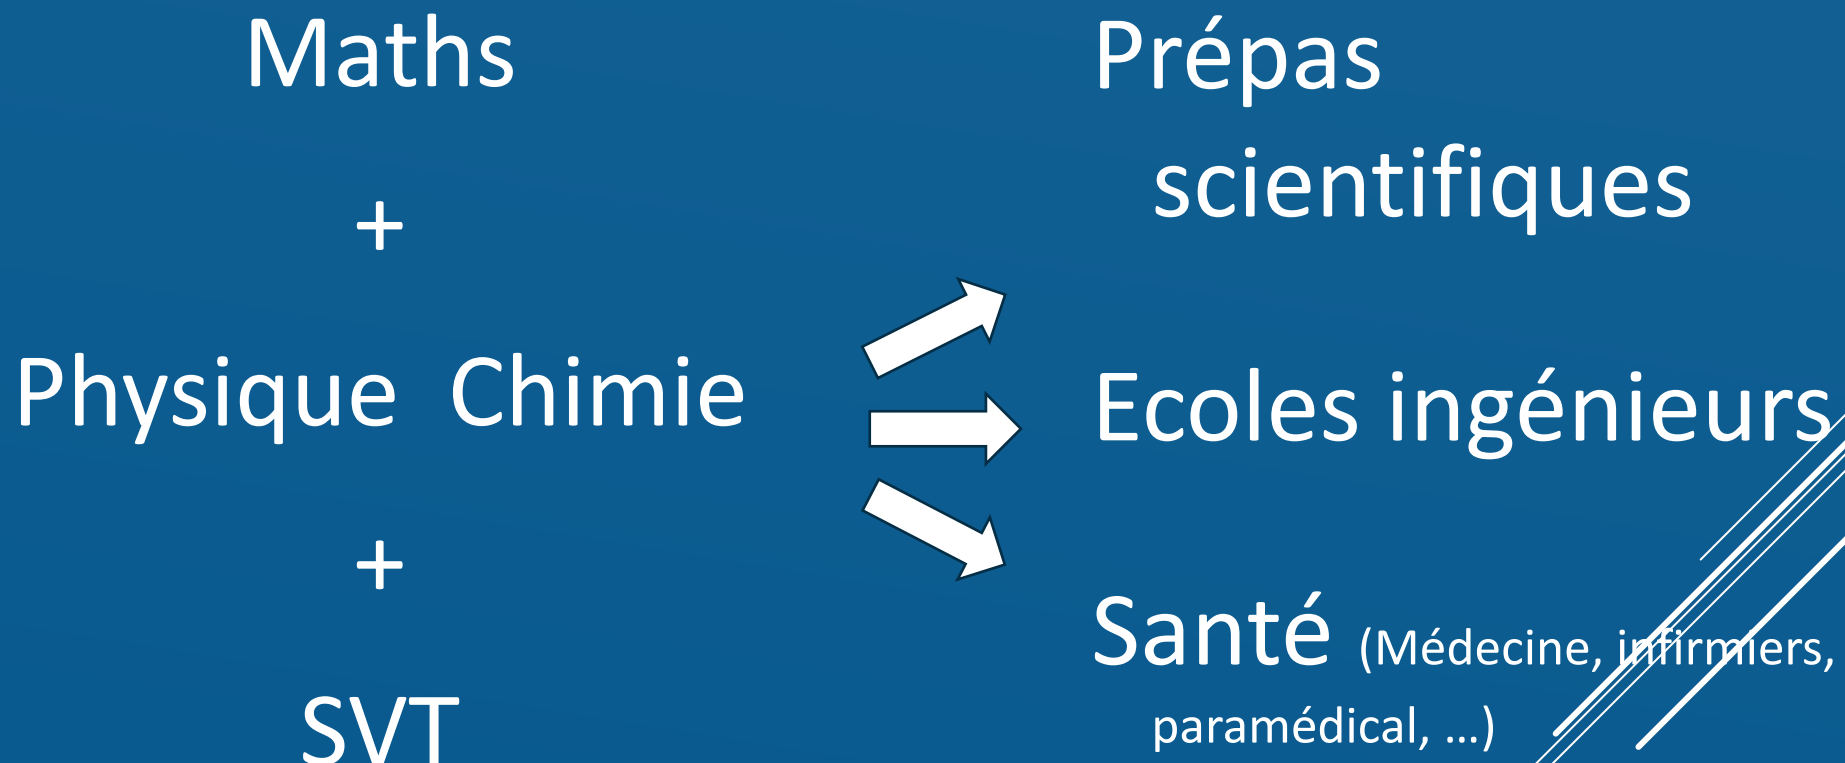 Maths
+
Physique Chimie
+
SVT
Prépas
scientifiques
Ecoles ingénieurs
Santé (Médecine, infirmiers,
paramédical, ...)